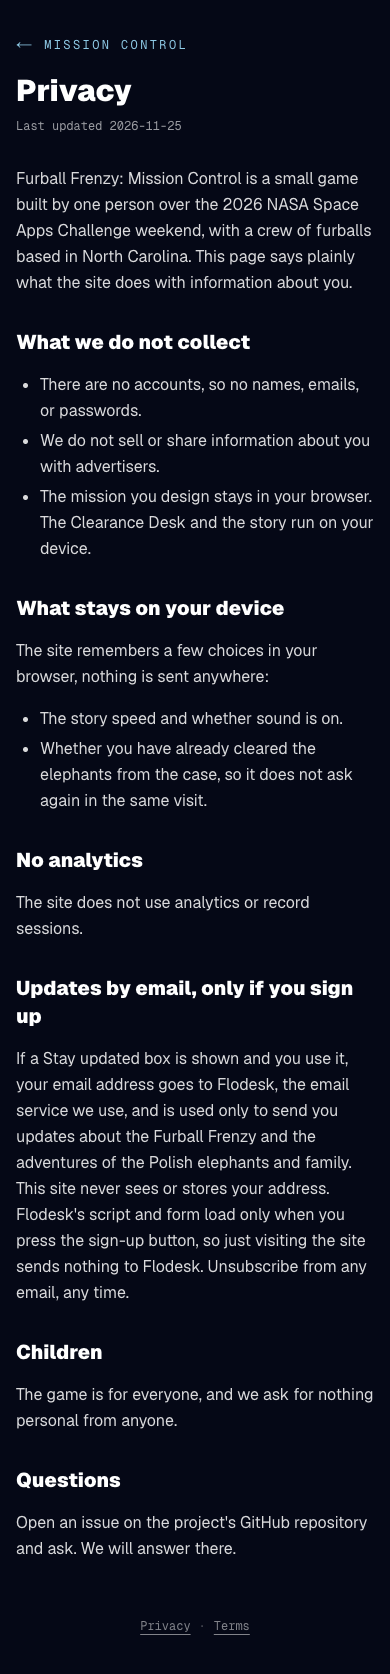 ← MISSION CONTROL
Privacy
Last updated 2026-11-25
Furball Frenzy: Mission Control is a small game
built by one person over the 2026 NASA Space
Apps Challenge weekend, with a crew of furballs
based in North Carolina. This page says plainly
what the site does with information about you.
What we do not collect
• There are no accounts, so no names, emails,
or passwords.
• We do not sell or share information about you
with advertisers.
• The mission you design stays in your browser.
The Clearance Desk and the story run on your
device.
What stays on your device
The site remembers a few choices in your
browser, nothing is sent anywhere:
• The story speed and whether sound is on.
• Whether you have already cleared the
elephants from the case, so it does not ask
again in the same visit.
No analytics
The site does not use analytics or record
sessions.
Updates by email, only if you sign
up
If a Stay updated box is shown and you use it,
your email address goes to Flodesk, the email
service we use, and is used only to send you
updates about the Furball Frenzy and the
adventures of the Polish elephants and family.
This site never sees or stores your address.
Flodesk's script and form load only when you
press the sign-up button, so just visiting the site
sends nothing to Flodesk. Unsubscribe from any
email, any time.
Children
The game is for everyone, and we ask for nothing
personal from anyone.
Questions
Open an issue on the project's GitHub repository
and ask. We will answer there.
Privacy · Terms